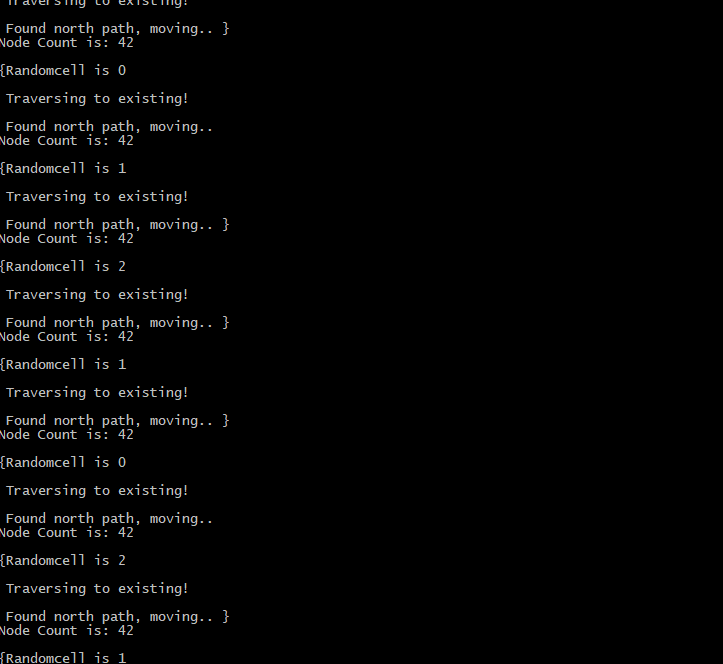 Traversing to existing!
Found north path, moving.. }
Node Count is: 42
{Randomcell is 0
Traversing to existing!
Found north path, moving..
Node Count is: 42
{Randomcell is 1
Traversing to existing!
Found north path, moving.. }
Node Count is: 42
{Randomcell is 2
Traversing to existing!
Found north path, moving.. }
Node Count is: 42
{Randomcell is 1
Traversing to existing!
Found north path, moving.. }
Node Count is: 42
{Randomcell is 0
Traversing to existing!
Found north path, moving..
Node Count is: 42
{Randomcell is 2
Traversing to existing!
Found north path, moving.. }
Node Count is: 42
{Randomcell is 1